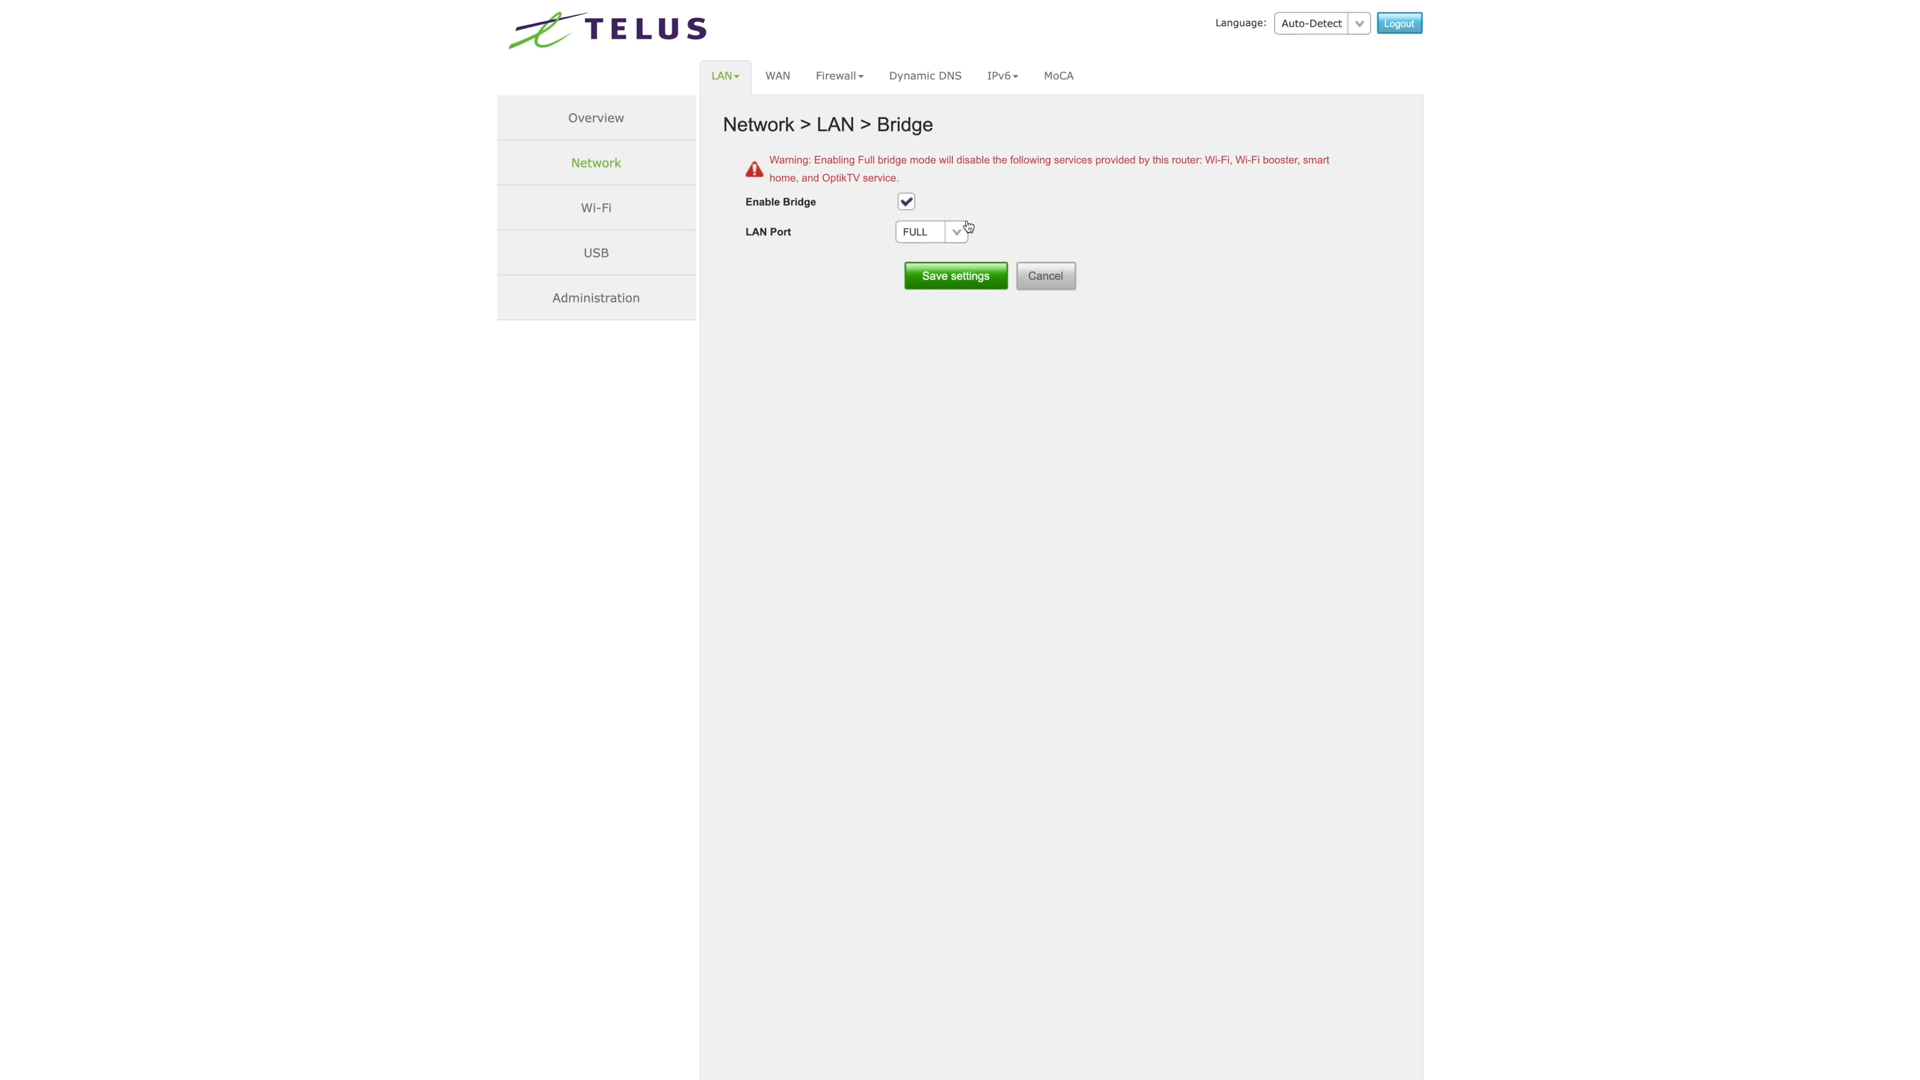 TELUS
Language: Auto-Detect Logout
LAN WAN Firewall Dynamic DNS IPv6 MoCA
Overview
Network
Wi-Fi
USB
Administration
Network > LAN > Bridge
Warning: Enabling Full bridge mode will disable the following services provided by this router: Wi-Fi, Wi-Fi booster, smart
home, and OptikTV service.
Enable Bridge
LAN Port FULL
Save settings Cancel